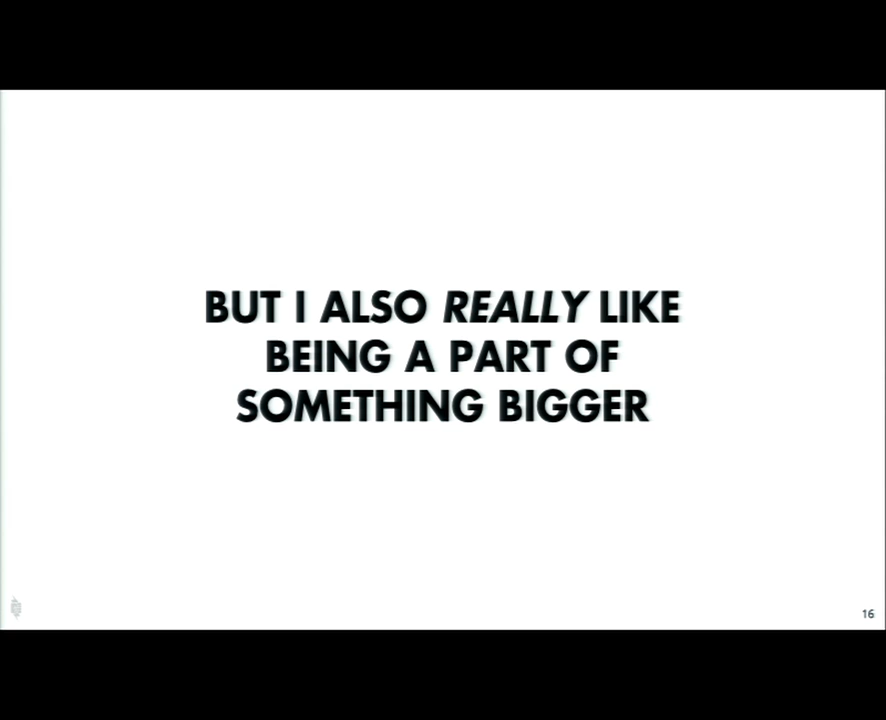 BUT I ALSO REALLY LIKE
BEING A PART OF
SOMETHING BIGGER
16